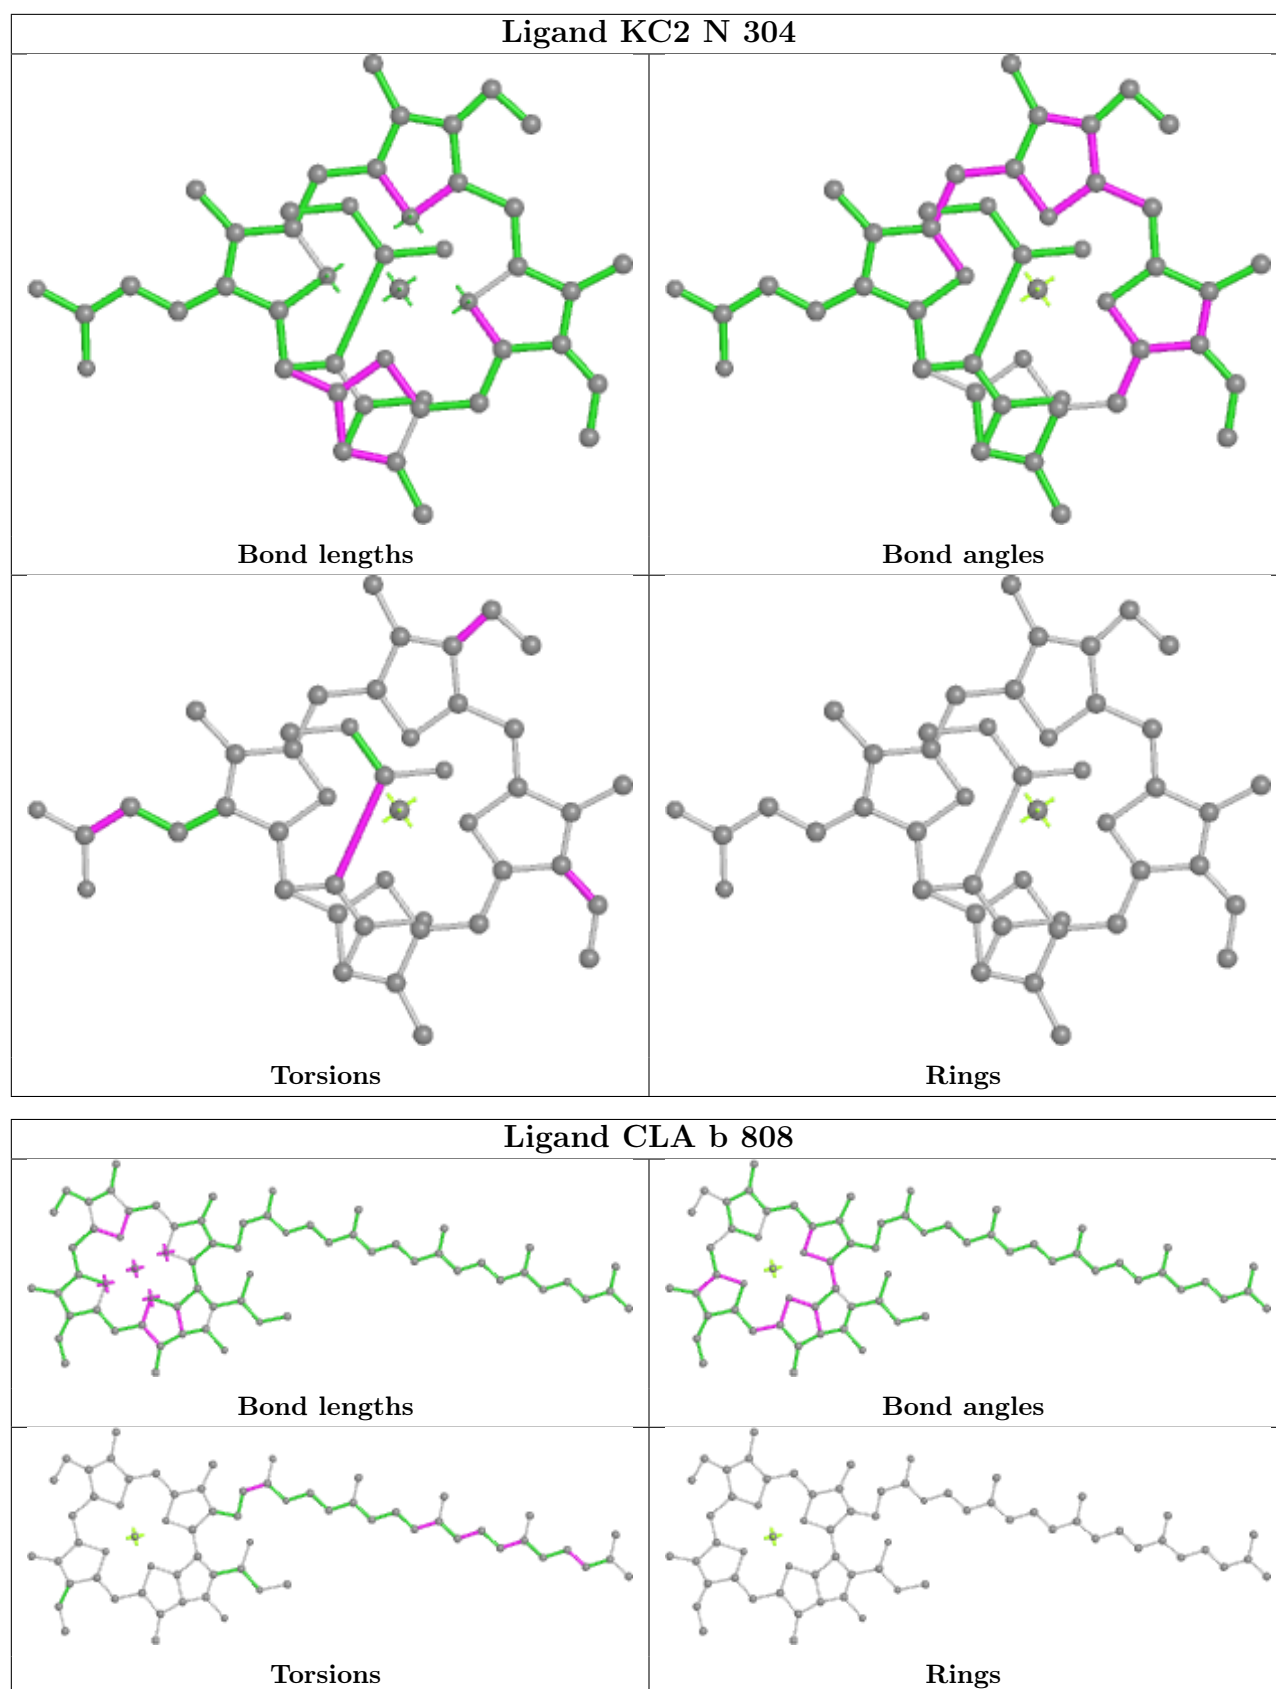 Ligand KC2 N 304
Bond lengths
Bond angles
Torsions
Rings
Ligand CLA b 808
Bond lengths
Bond angles
Torsions
Rings